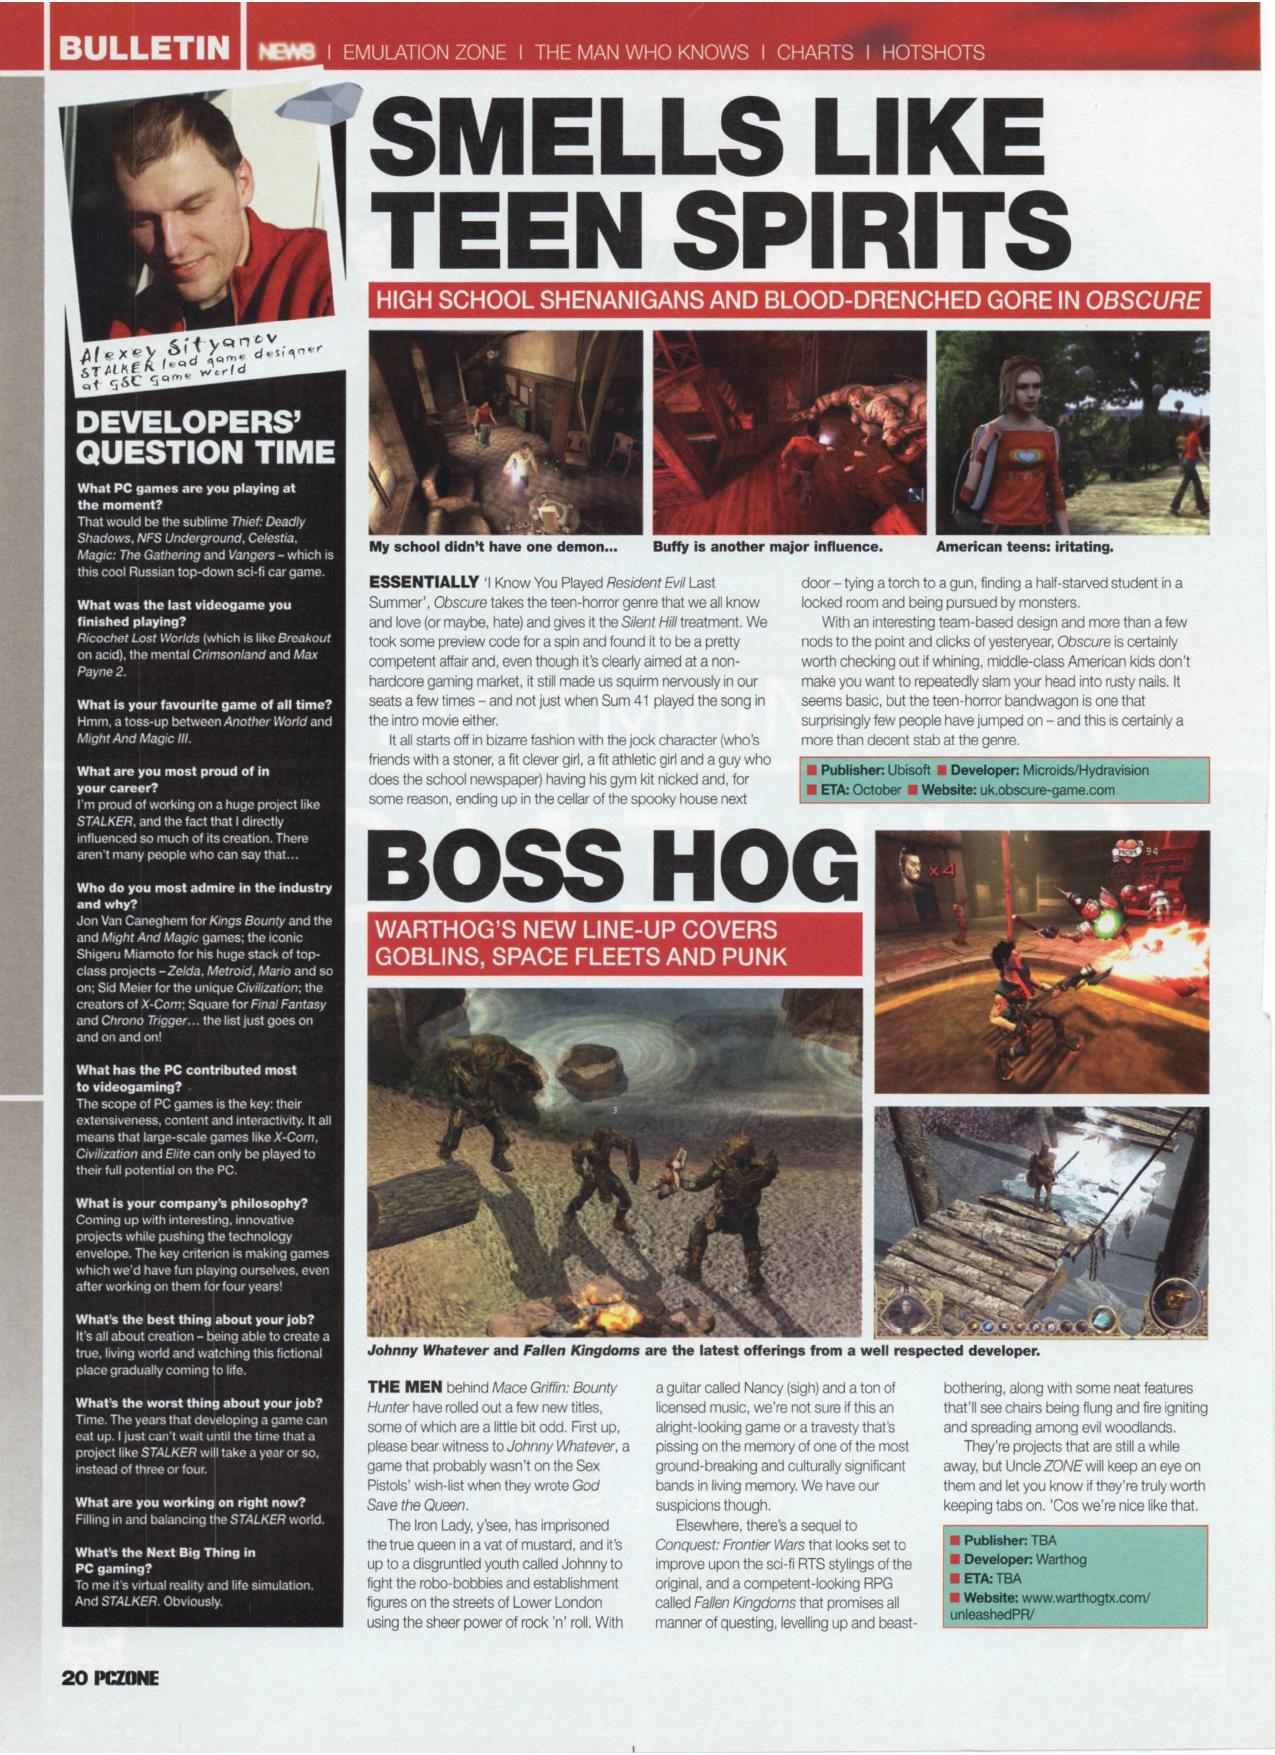 BULLETIN
NEWS | EMULATION ZONE | THE MAN WHO KNOWS | CHARTS | HOTSHOTS
Alexey Sityanov
STALKER lead game designer
at GSC Game World
DEVELOPERS'
QUESTION TIME
What PC games are you playing at
the moment?
That would be the sublime Thief: Deadly
Shadows, NFS Underground, Celestia,
Magic: The Gathering and Vangers – which is
this cool Russian top-down sci-fi car game.
What was the last videogame you
finished playing?
Ricochet Lost Worlds (which is like Breakout
on acid), the mental Crimsonland and Max
Payne 2.
What is your favourite game of all time?
Hmm, a toss-up between Another World and
Might And Magic III.
What are you most proud of in
your career?
I'm proud of working on a huge project like
STALKER, and the fact that I directly
influenced so much of its creation. There
aren't many people who can say that...
Who do you most admire in the industry
and why?
Jon Van Caneghem for Kings Bounty and the
and Might And Magic games; the iconic
Shigeru Miamoto for his huge stack of top-
class projects – Zelda, Metroid, Mario and so
on; Sid Meier for the unique Civilization; the
creators of X-Com; Square for Final Fantasy
and Chrono Trigger... the list just goes on
and on and on!
What has the PC contributed most
to videogaming?
The scope of PC games is the key: their
extensiveness, content and interactivity. It all
means that large-scale games like X-Com,
Civilization and Elite can only be played to
their full potential on the PC.
What is your company's philosophy?
Coming up with interesting, innovative
projects while pushing the technology
envelope. The key criterion is making games
which we'd have fun playing ourselves, even
after working on them for four years!
What's the best thing about your job?
It's all about creation – being able to create a
true, living world and watching this fictional
place gradually coming to life.
What's the worst thing about your job?
Time. The years that developing a game can
eat up. I just can't wait until the time that a
project like STALKER will take a year or so,
instead of three or four.
What are you working on right now?
Filling in and balancing the STALKER world.
What's the Next Big Thing in
PC gaming?
To me it's virtual reality and life simulation.
And STALKER. Obviously.
SMELLS LIKE
TEEN SPIRITS
HIGH SCHOOL SHENANIGANS AND BLOOD-DRENCHED GORE IN OBSCURE
My school didn't have one demon...
Buffy is another major influence.
American teens: irritating.
ESSENTIALLY 'I Know You Played Resident Evil Last
Summer', Obscure takes the teen-horror genre that we all know
and love (or maybe, hate) and gives it the Silent Hill treatment. We
took some preview code for a spin and found it to be a pretty
competent affair and, even though it's clearly aimed at a non-
hardcore gaming market, it still made us squirm nervously in our
seats a few times – and not just when Sum 41 played the song in
the intro movie either.
It all starts off in bizarre fashion with the jock character (who's
friends with a stoner, a fit clever girl, a fit athletic girl and a guy who
does the school newspaper) having his gym kit nicked and, for
some reason, ending up in the cellar of the spooky house next
door – tying a torch to a gun, finding a half-starved student in a
locked room and being pursued by monsters.
With an interesting team-based design and more than a few
nods to the point and clicks of yesteryear, Obscure is certainly
worth checking out if whining, middle-class American kids don't
make you want to repeatedly slam your head into rusty nails. It
seems basic, but the teen-horror bandwagon is one that
surprisingly few people have jumped on – and this is certainly a
more than decent stab at the genre.
■ Publisher: Ubisoft ■ Developer: Microids/Hydravision
■ ETA: October ■ Website: uk.obscure-game.com
BOSS HOG
WARTHOG'S NEW LINE-UP COVERS
GOBLINS, SPACE FLEETS AND PUNK
x4
MOM 94
Johnny Whatever and Fallen Kingdoms are the latest offerings from a well respected developer.
THE MEN behind Mace Griffin: Bounty
Hunter have rolled out a few new titles,
some of which are a little bit odd. First up,
please bear witness to Johnny Whatever, a
game that probably wasn't on the Sex
Pistols' wish-list when they wrote God
Save the Queen.
The Iron Lady, y'see, has imprisoned
the true queen in a vat of mustard, and it's
up to a disgruntled youth called Johnny to
fight the robo-bobbies and establishment
figures on the streets of Lower London
using the sheer power of rock 'n' roll. With
a guitar called Nancy (sigh) and a ton of
licensed music, we're not sure if this an
alright-looking game or a travesty that's
pissing on the memory of one of the most
ground-breaking and culturally significant
bands in living memory. We have our
suspicions though.
Elsewhere, there's a sequel to
Conquest: Frontier Wars that looks set to
improve upon the sci-fi RTS stylings of the
original, and a competent-looking RPG
called Fallen Kingdoms that promises all
manner of questing, levelling up and beast-
bothering, along with some neat features
that'll see chairs being flung and fire igniting
and spreading among evil woodlands.
They're projects that are still a while
away, but Uncle ZONE will keep an eye on
them and let you know if they're truly worth
keeping tabs on. 'Cos we're nice like that.
■ Publisher: TBA
■ Developer: Warthog
■ ETA: TBA
■ Website: www.warthogtx.com/
unleashedPR/
20 PCZONE